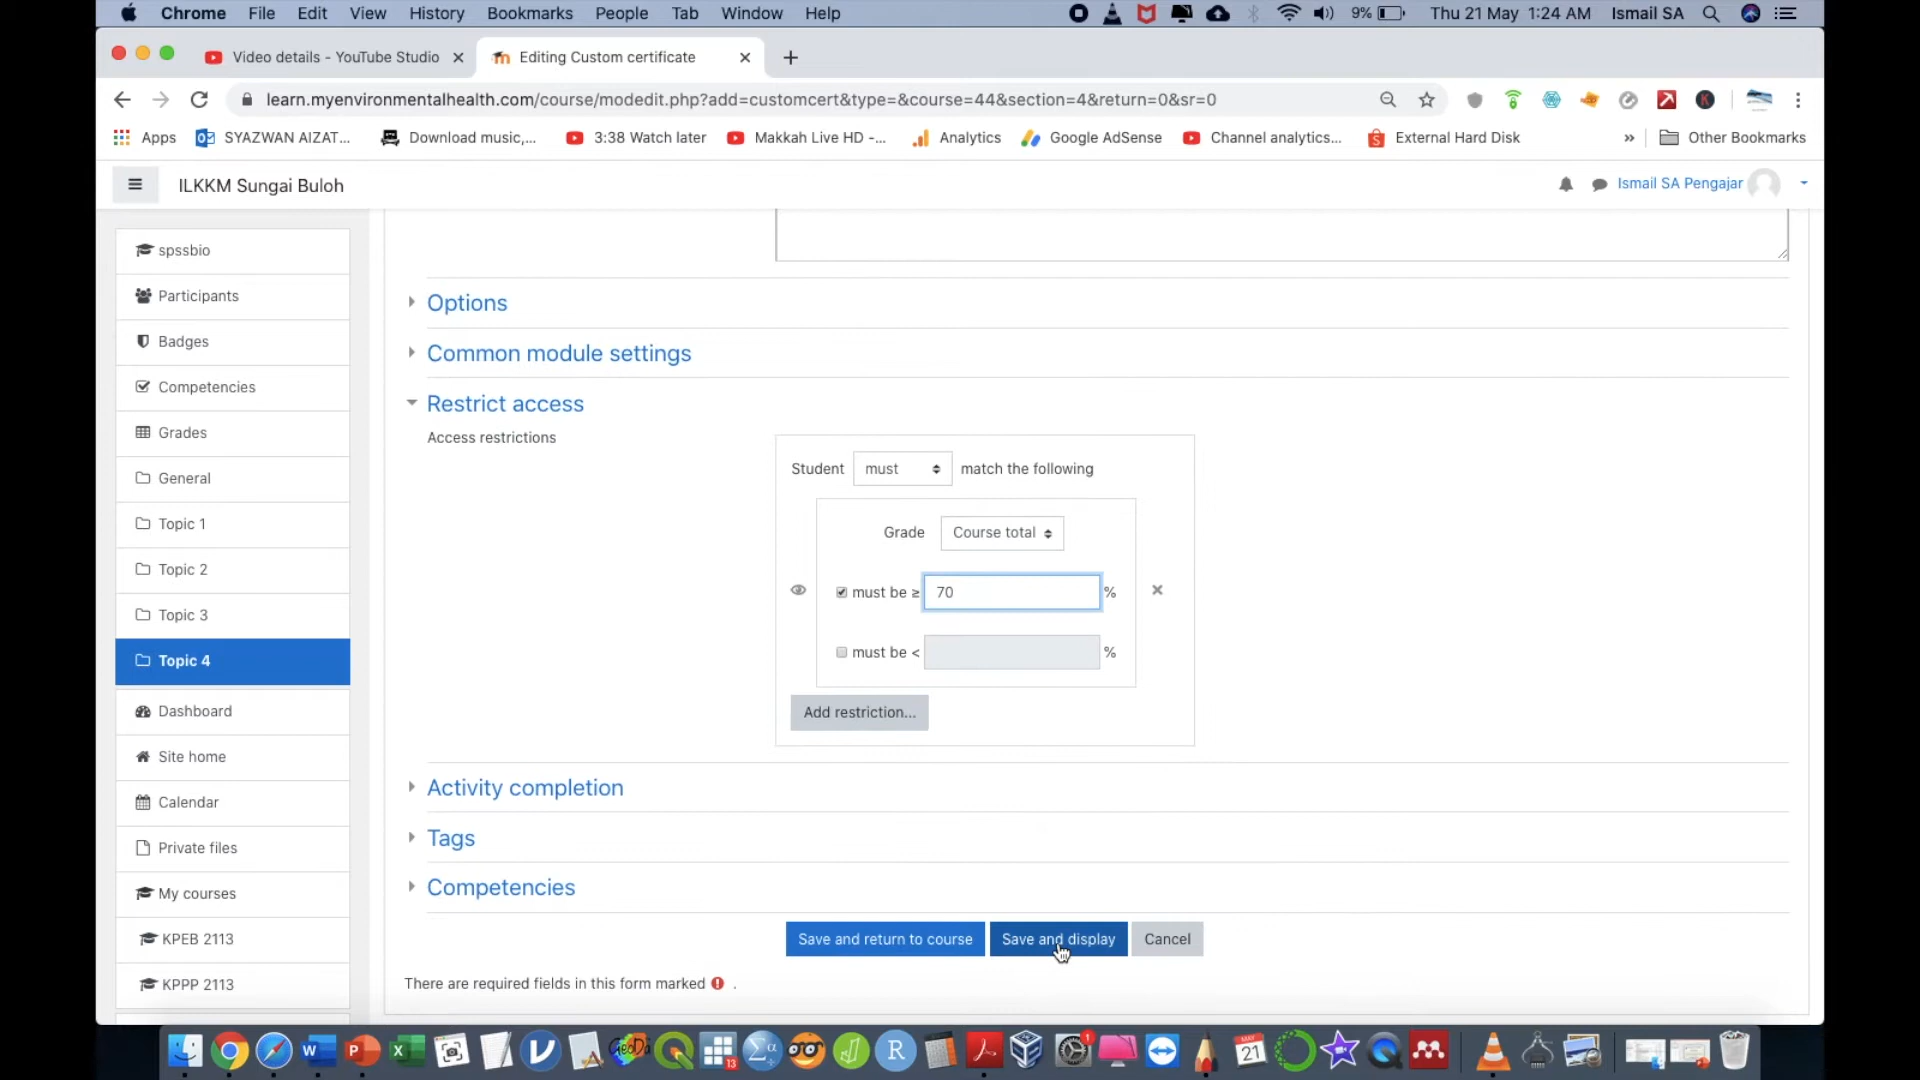 Chrome File Edit View History Bookmarks People Tab Window Help 9% Thu 21 May 1:24 AM Ismail SA
Video details - YouTube Studio Editing Custom certificate
learn.myenvironmentalhealth.com/course/modedit.php?add=customcert&type=&course=44&section=4&return=0&sr=0
Apps SYAZWAN AIZAT... Download music,... 3:38 Watch later Makkah Live HD -... Analytics Google AdSense Channel analytics... External Hard Disk » Other Bookmarks
ILKKM Sungai Buloh Ismail SA Pengajar
spssbio
Participants
Badges
Competencies
Grades
General
Topic 1
Topic 2
Topic 3
Topic 4
Dashboard
Site home
Calendar
Private files
My courses
KPEB 2113
KPPP 2113
Options
Common module settings
Restrict access
Access restrictions
Student must match the following
Grade Course total
must be ≥ 70 %
must be < %
Add restriction...
Activity completion
Tags
Competencies
Save and return to course Save and display Cancel
There are required fields in this form marked .
W P X GeoDa 13 Σα R 1 MAY 21